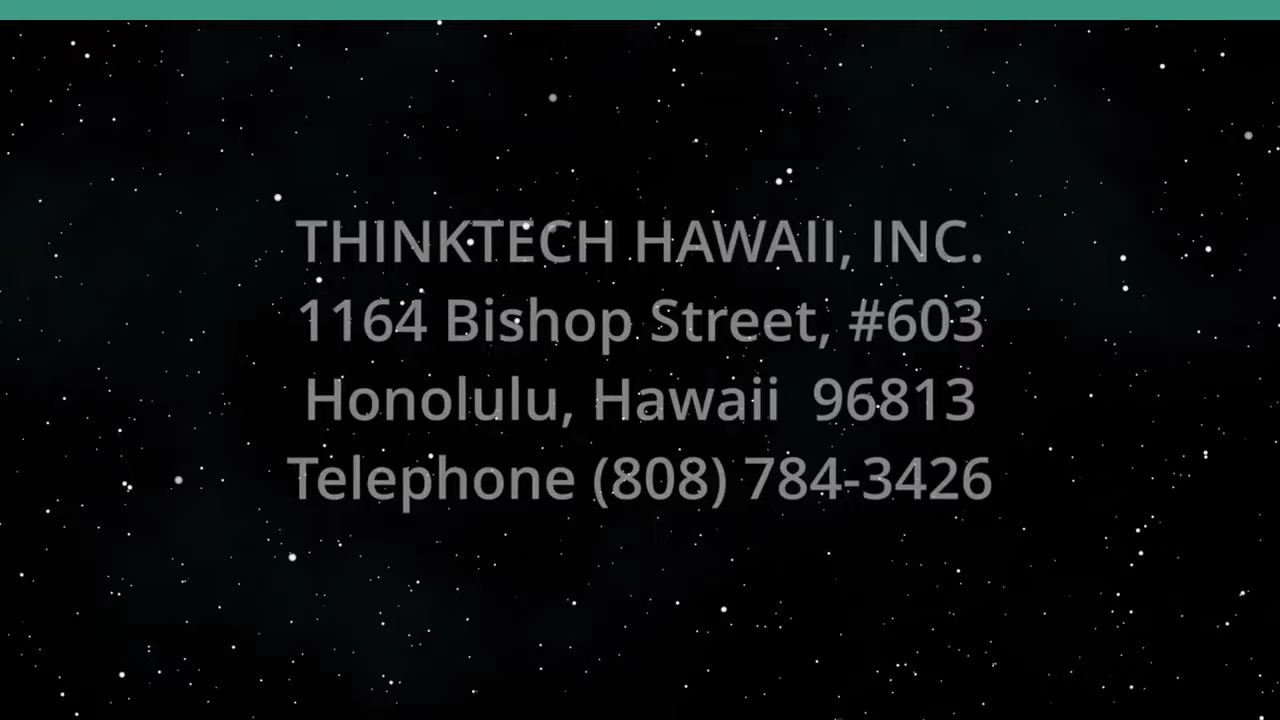 THINKTECH HAWAII, INC.
1164 Bishop Street, #603
Honolulu, Hawaii  96813
Telephone (808) 784-3426